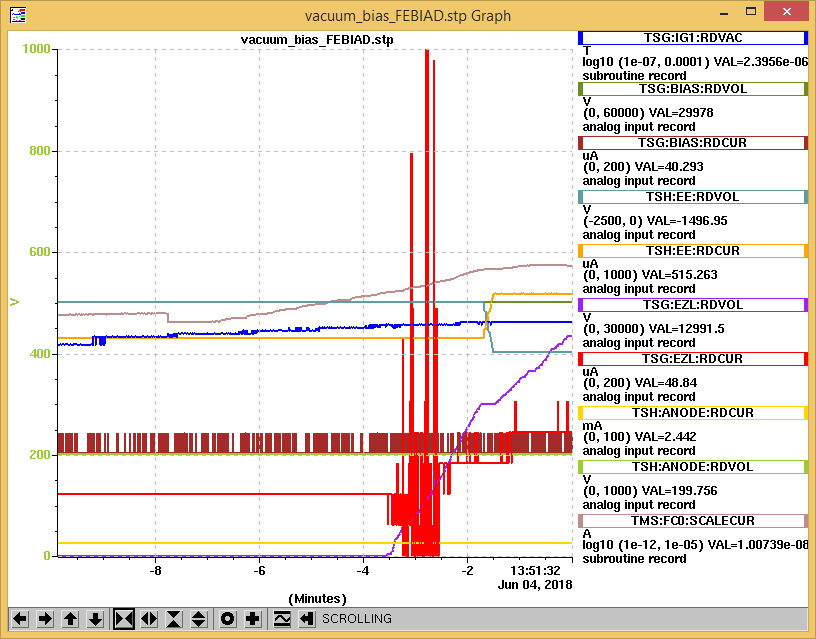 vacuum_bias_FEBIAD.stp Graph
vacuum_bias_FEBIAD.stp
1000
800
600
V
400
200
0
-8
-6
-4
-2
13:51:32
Jun 04, 2018
(Minutes)
TSG:IG1:RDVAC
T
log10 (1e-07, 0.0001) VAL=2.3956e-06
subroutine record
TSG:BIAS:RDVOL
V
(0, 60000) VAL=29978
analog input record
TSG:BIAS:RDCUR
uA
(0, 200) VAL=40.293
analog input record
TSH:EE:RDVOL
V
(-2500, 0) VAL=-1496.95
analog input record
TSH:EE:RDCUR
uA
(0, 1000) VAL=515.263
analog input record
TSG:EZL:RDVOL
V
(0, 30000) VAL=12991.5
analog input record
TSG:EZL:RDCUR
uA
(0, 200) VAL=48.84
analog input record
TSH:ANODE:RDCUR
mA
(0, 100) VAL=2.442
analog input record
TSH:ANODE:RDVOL
V
(0, 1000) VAL=199.756
analog input record
TMS:FC0:SCALECUR
A
log10 (1e-12, 1e-05) VAL=1.00739e-08
subroutine record
SCROLLING